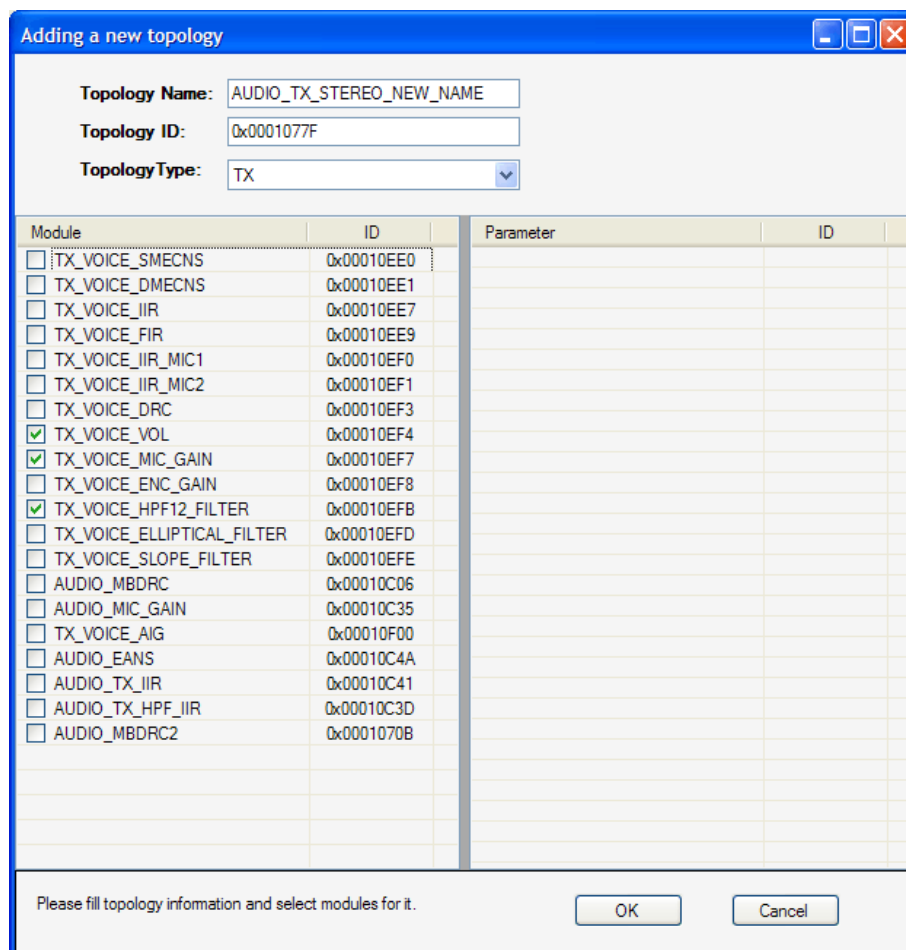 Adding a new topology
Topology Name: AUDIO_TX_STEREO_NEW_NAME
Topology ID: 0x0001077F
TopologyType: TX
Module ID Parameter ID
TX_VOICE_SMECNS 0x00010EE0
TX_VOICE_DMECNS 0x00010EE1
TX_VOICE_IIR 0x00010EE7
TX_VOICE_FIR 0x00010EE9
TX_VOICE_IIR_MIC1 0x00010EF0
TX_VOICE_IIR_MIC2 0x00010EF1
TX_VOICE_DRC 0x00010EF3
TX_VOICE_VOL 0x00010EF4
TX_VOICE_MIC_GAIN 0x00010EF7
TX_VOICE_ENC_GAIN 0x00010EF8
TX_VOICE_HPF12_FILTER 0x00010EFB
TX_VOICE_ELLIPTICAL_FILTER 0x00010EFD
TX_VOICE_SLOPE_FILTER 0x00010EFE
AUDIO_MBDRC 0x00010C06
AUDIO_MIC_GAIN 0x00010C35
TX_VOICE_AIG 0x00010F00
AUDIO_EANS 0x00010C4A
AUDIO_TX_IIR 0x00010C41
AUDIO_TX_HPF_IIR 0x00010C3D
AUDIO_MBDRC2 0x0001070B
Please fill topology information and select modules for it. OK Cancel